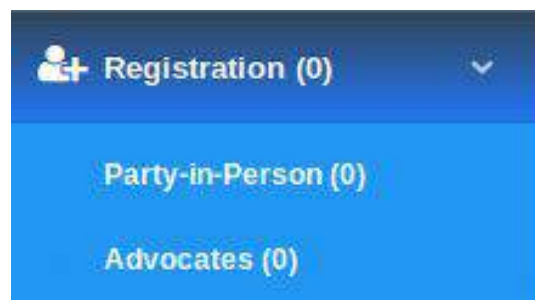 Registration (0)
Party-in-Person (0)
Advocates (0)